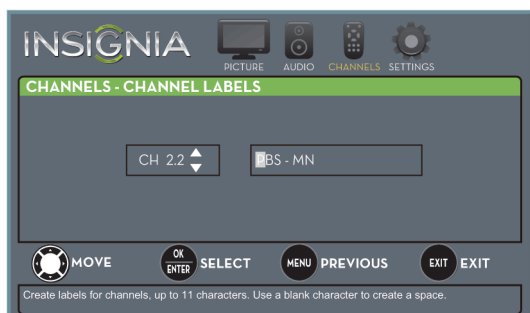 INSIGNIA
PICTURE AUDIO CHANNELS SETTINGS
CHANNELS - CHANNEL LABELS
CH 2.2 PBS - MN
MOVE OK ENTER SELECT MENU PREVIOUS EXIT EXIT
Create labels for channels, up to 11 characters. Use a blank character to create a space.